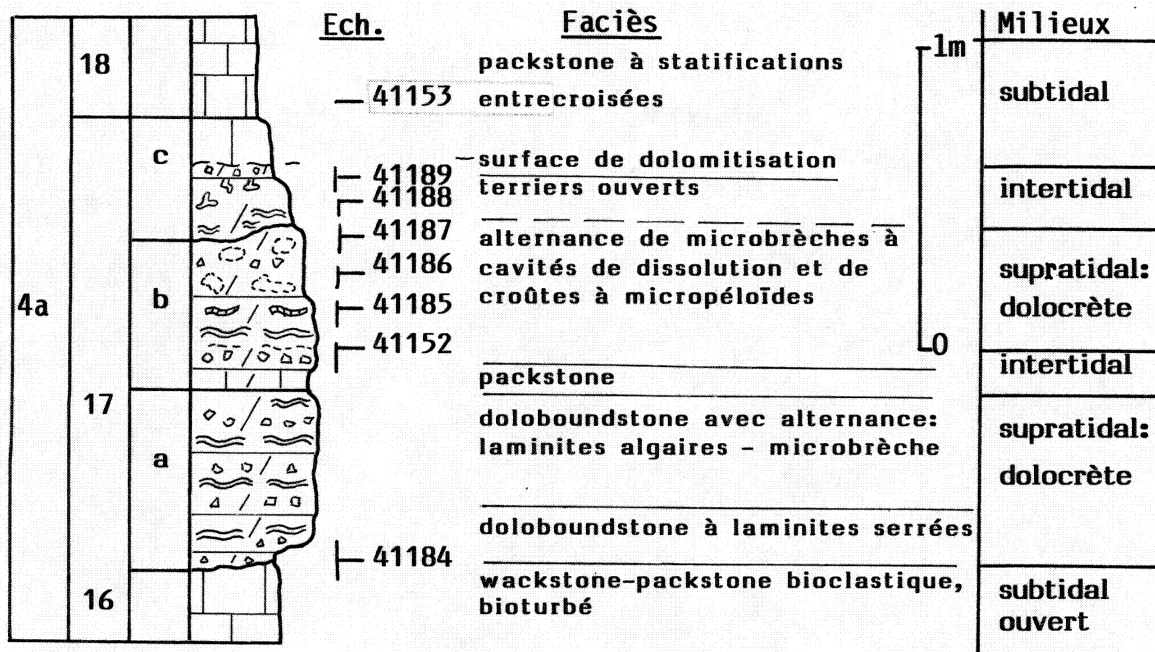 Ech.
Faciès
Milieux
1m
18
packstone à statifications
41153
entrecroisées
subtidal
c
surface de dolomitisation
41189
terriers ouverts
intertidal
41188
41187
alternance de microbrèches à
41186
cavités de dissolution et de
supratidal:
4a
b
41185
croûtes à micropéloïdes
dolocrète
41152
0
intertidal
packstone
17
doloboundstone avec alternance:
supratidal:
a
laminites algaires - microbrèche
dolocrète
doloboundstone à laminites serrées
41184
wackstone-packstone bioclastique,
subtidal
16
bioturbé
ouvert